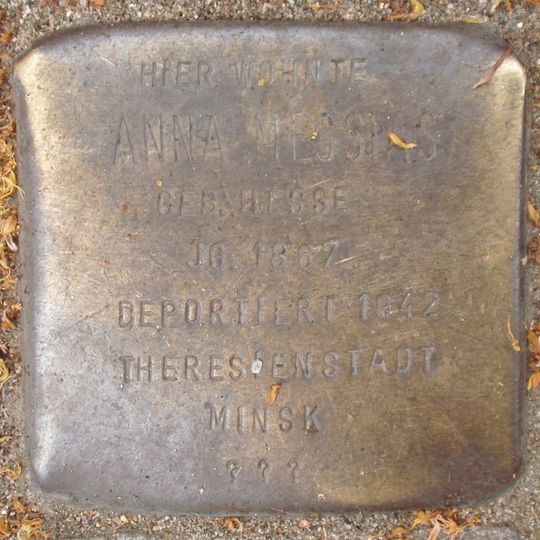 HIER WOHNTE
ANNA MESSIAS
GEB. HESSE
JG. 1867
DEPORTIERT 1942
THERESIENSTADT
MINSK
? ? ?